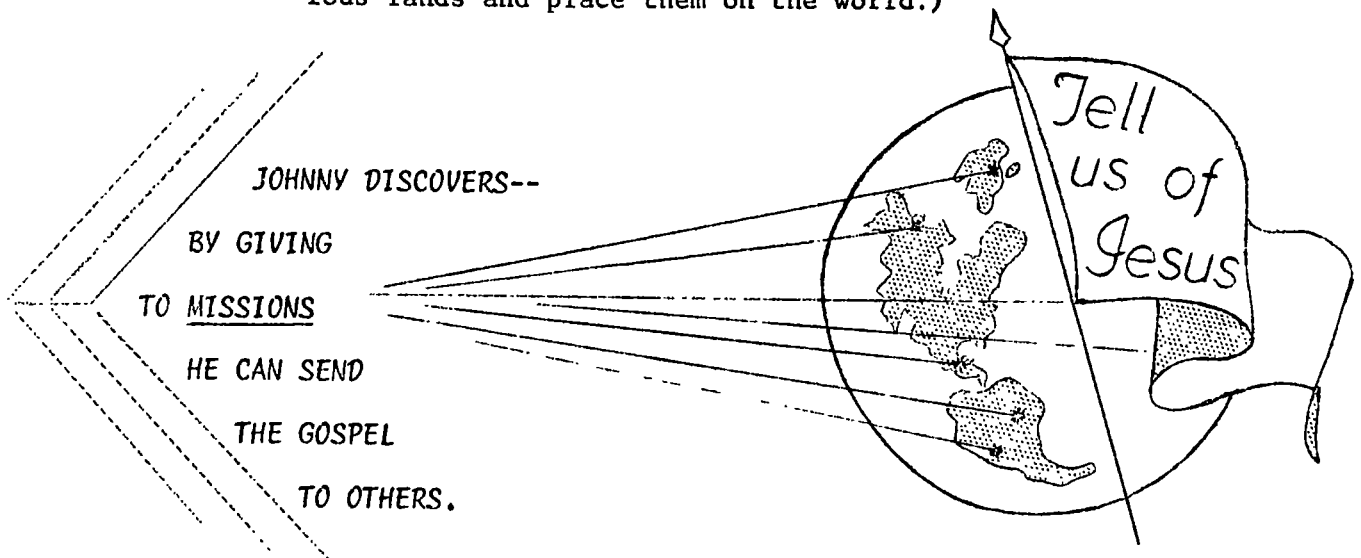 ious lands and place them on the world.)
JOHNNY DISCOVERS--
BY GIVING
TO MISSIONS
HE CAN SEND
THE GOSPEL
TO OTHERS.
Tell
us of
Jesus